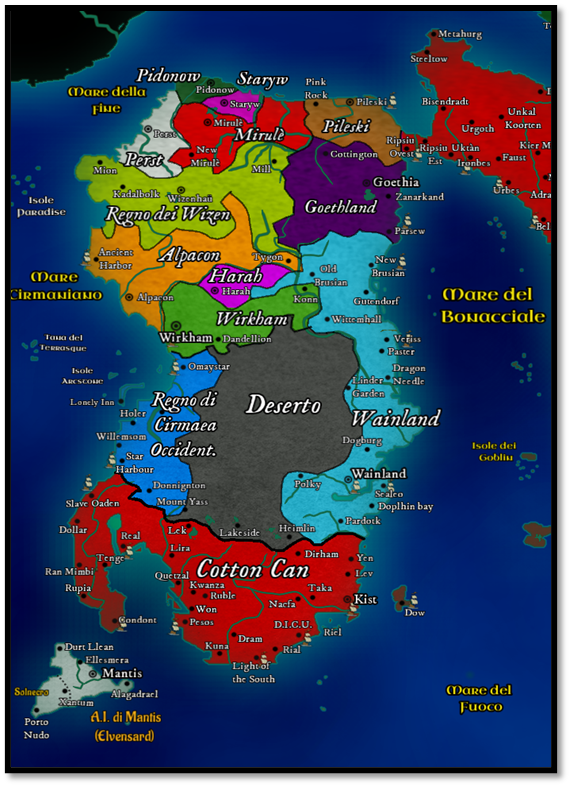 Metahurg
Steeltow
Pidonow
Staryw
Pink
Rock
Mare della
fine
Pidonow
Staryw
Pileski
Bisendradt
Unkal
Koorten
Perst
Mirulè
Mirulè
Pileski
Urgoth
New
Mirulè
Perst
Cottington
Ripsiu
Ovest
Ripsiu
Est
Uktàn
Kier M
Faust
Ironbes
Mion
Mill
Goethia
Urbes
Adra
Kadalbolk
Wizenhall
Zanarkand
Isole
Paradise
Regno dei Wizen
Goethland
Parsew
Bel
Ancient
Harbor
Alpacon
Tygon
Old
Brusian
New
Brusian
Mare
Cirmaniano
Harah
Harah
Alpacon
Konn
Gutendorf
Mare del
Bonacciale
Wirkham
Wittemhall
Wirkham
Dandellion
Veriss
Paster
Tana del
Terrasque
Omaystar
Dragon
Needle
Isole
Arestone
Linder
Garden
Lonely Inn
Regno di
Cirmaea
Occident.
Deserto
Wainland
Holer
Willemsom
Dogburg
Isole dei
Goblin
Star
Harbour
Wainland
Donnignton
Polky
Sealeo
Mount Yass
Doplhin bay
Slave Oaden
Pardotk
Dollar
Real
Lek
Lakeside
Heimlin
Lira
Dirham
Yen
Tenge
Cotton Can
Lev
Ran Mimbi
Quetzal
Rupia
Kwanza
Ruble
Taka
Nacfa
Kist
Won
Dow
Condont
Pesos
D.I.C.U.
Riel
Dram
Kuna
Rial
Durt Llean
Light of
the South
Ellesmera
Mantis
Solnecro
Alagadrael
Xantum
Mare del
Fuoco
Porto
Nudo
A.I. di Mantis
(Elvensard)